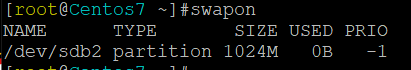 [root@Centos7 ~]#swapon
NAME TYPE SIZE USED PRIO
/dev/sdb2 partition 1024M 0B -1